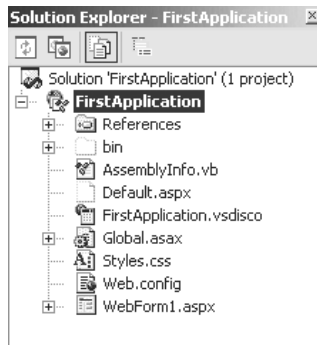 Solution Explorer - FirstApplication
Solution 'FirstApplication' (1 project)
FirstApplication
References
bin
AssemblyInfo.vb
Default.aspx
FirstApplication.vsdisco
Global.asax
Styles.css
Web.config
WebForm1.aspx